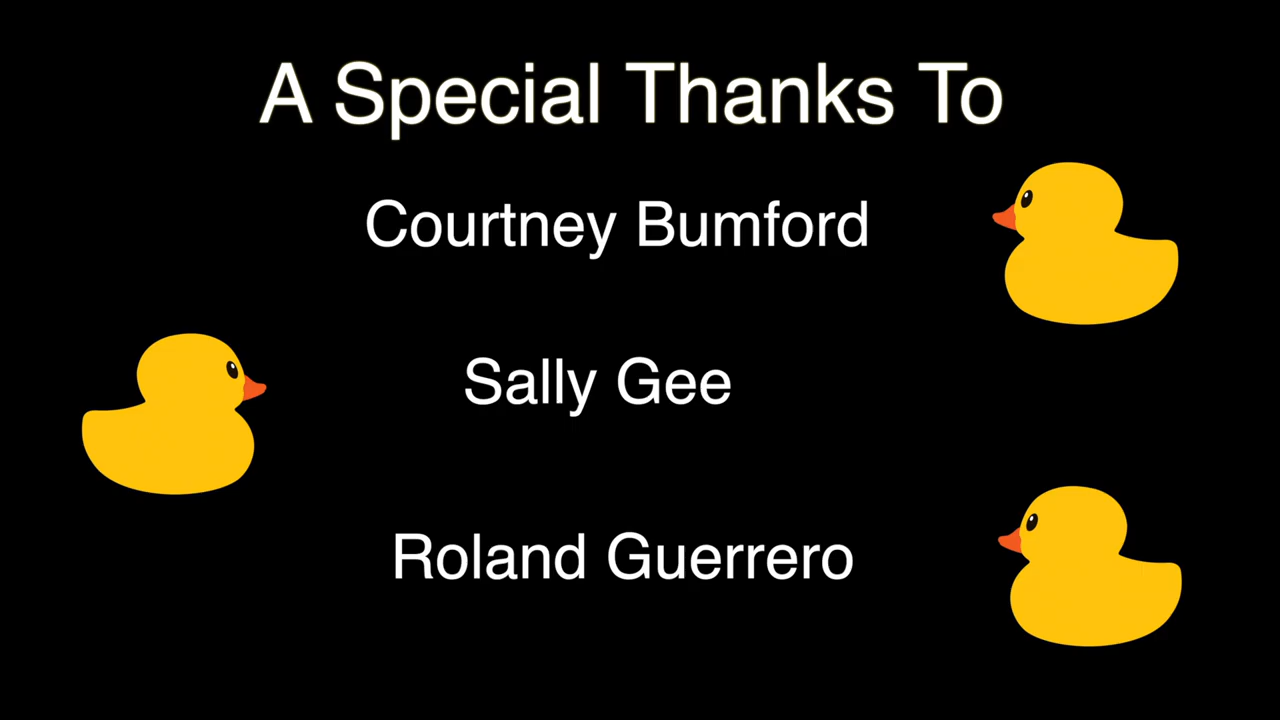 A Special Thanks To
Courtney Bumford
Sally Gee
Roland Guerrero